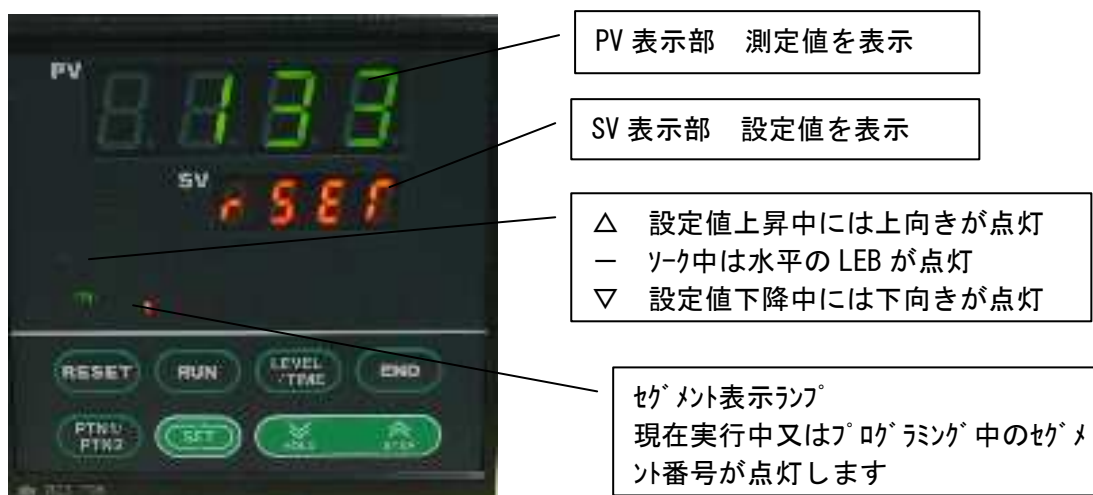 PV
133
SV
rSET
RESET
RUN
LEVEL
/TIME
END
PTN1/
PTN2
SET
HOLD
STEP
PV 表示部　測定値を表示
SV 表示部　設定値を表示
△　設定値上昇中には上向きが点灯
－　ｿｰｸ中は水平の LEB が点灯
▽　設定値下降中には下向きが点灯
ｾｸﾞﾒﾝﾄ表示ﾗﾝﾌﾟ
現在実行中又はﾌﾟﾛｸﾞﾗﾐﾝｸﾞ中のｾｸﾞﾒ
ﾝﾄ番号が点灯します